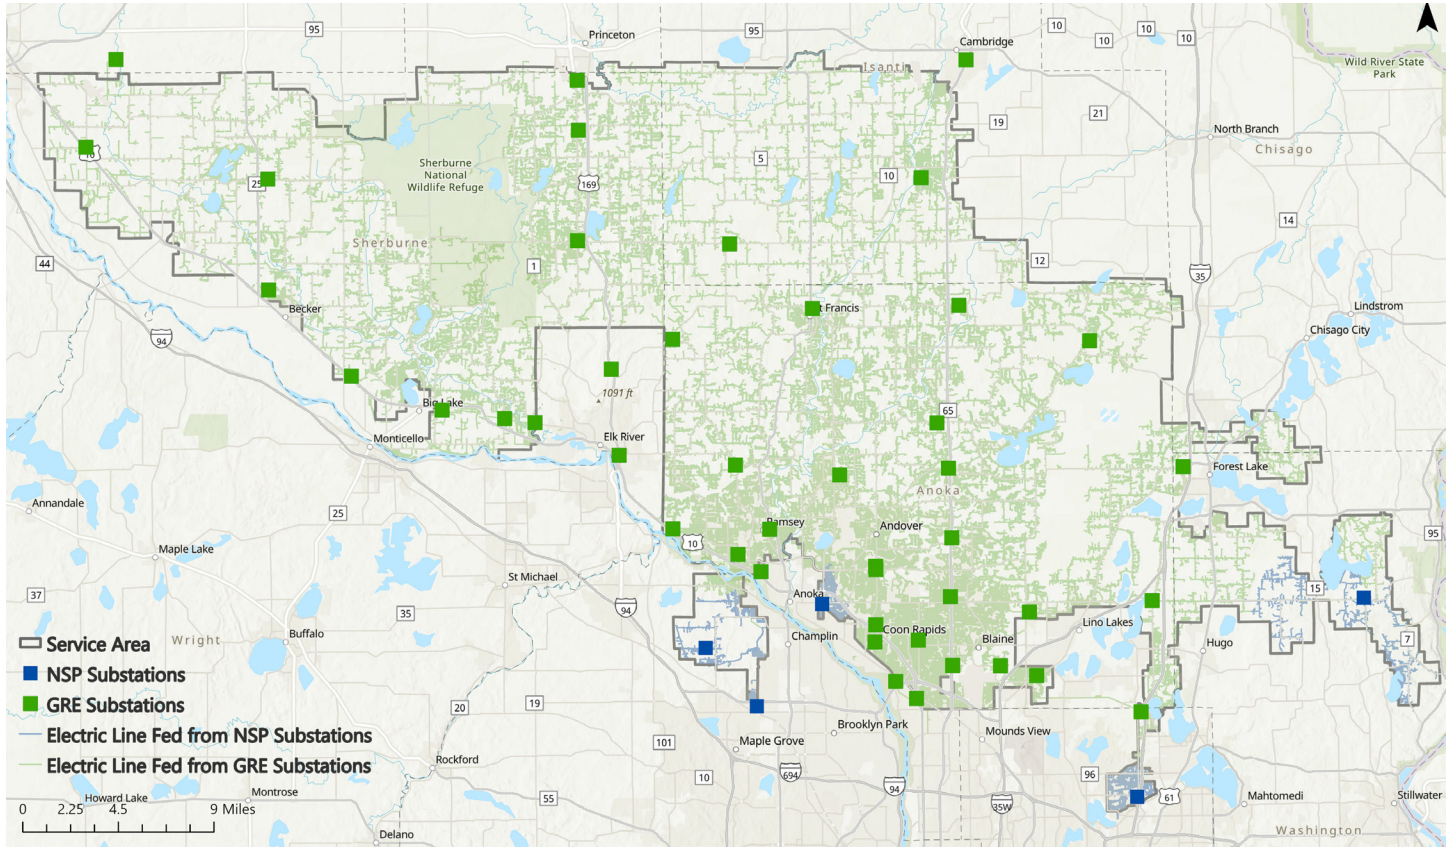 95
Princeton
95
Cambridge
10
10
10
10
Wild River State
Park
Isanti
21
19
North Branch
Chisago
5
10
Sherburne
National
Wildlife Refuge
10
25
169
14
Sherburne
12
44
1
35
Becker
t Francis
Lindstrom
Chisago City
94
1091 ft
Big Lake
65
Monticello
Elk River
Forest Lake
Anoka
Annandale
25
Ramsey
Andover
95
10
Maple Lake
St Michael
15
37
94
Anoka
35
Champlin
Coon Rapids
Blaine
Lino Lakes
Hugo
7
Wright
Buffalo
Service Area
NSP Substations
GRE Substations
Electric Line Fed from NSP Substations
Electric Line Fed from GRE Substations
20
19
Brooklyn Park
Mounds View
101
Maple Grove
Rockford
10
694
94
96
35W
61
55
Howard Lake
Montrose
Mahtomedi
Stillwater
0 2.25 4.5 9 Miles
Delano
Washington